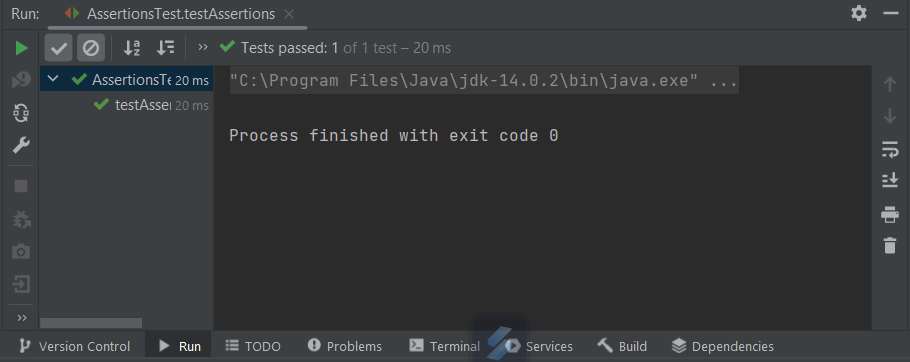 Run: AssertionsTest.testAssertions
Tests passed: 1 of 1 test – 20 ms
AssertionsTe 20 ms
testAsser 20 ms
"C:\Program Files\Java\jdk-14.0.2\bin\java.exe" ...
Process finished with exit code 0
Version Control Run TODO Problems Terminal Services Build Dependencies